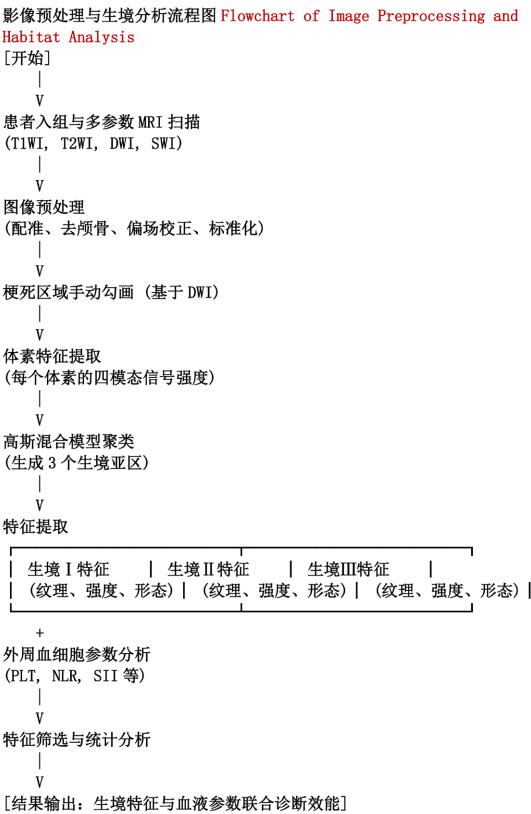 影像预处理与生境分析流程图 Flowchart of Image Preprocessing and
Habitat Analysis
[开始]
|
V
患者入组与多参数 MRI 扫描
(T1WI, T2WI, DWI, SWI)
|
V
图像预处理
(配准、去颅骨、偏场校正、标准化)
|
V
梗死区域手动勾画 (基于 DWI)
|
V
体素特征提取
(每个体素的四模态信号强度)
|
V
高斯混合模型聚类
(生成 3 个生境亚区)
|
V
特征提取
| 生境Ⅰ特征 | 生境Ⅱ特征 | 生境Ⅲ特征 |
| (纹理、强度、形态)| (纹理、强度、形态)| (纹理、强度、形态)|
+
外周血细胞参数分析
(PLT, NLR, SII 等)
|
V
特征筛选与统计分析
|
V
[结果输出: 生境特征与血液参数联合诊断效能]